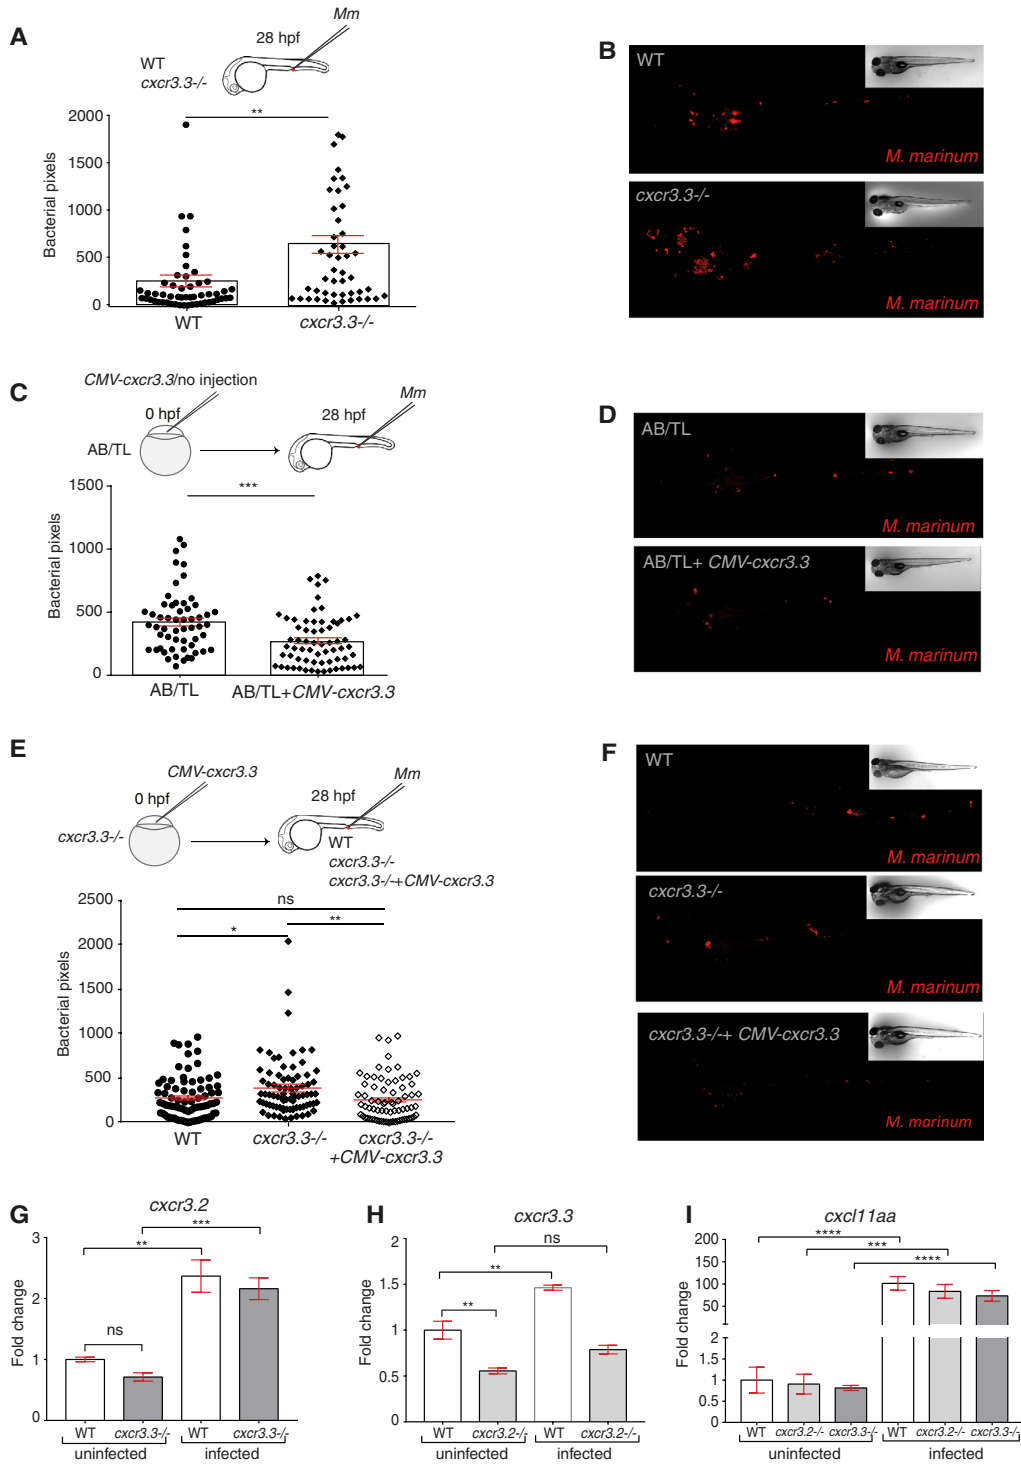 A
Mm
28 hpf
WT
cxcr3.3-/-
2000
1500
1000
500
0
Bacterial pixels
**
WT
cxcr3.3-/-
B
WT
M. marinum
cxcr3.3-/-
M. marinum
C
CMV-cxcr3.3/no injection
0 hpf
AB/TL
Mm
28 hpf
1500
1000
500
0
Bacterial pixels
***
AB/TL
AB/TL+CMV-cxcr3.3
D
AB/TL
M. marinum
AB/TL+ CMV-cxcr3.3
M. marinum
E
CMV-cxcr3.3
0 hpf
cxcr3.3-/-
Mm
28 hpf
WT
cxcr3.3-/-
cxcr3.3-/-+CMV-cxcr3.3
2500
2000
1500
1000
500
0
Bacterial pixels
ns
*
**
WT
cxcr3.3-/-
cxcr3.3-/-
+CMV-cxcr3.3
F
WT
M. marinum
cxcr3.3-/-
M. marinum
cxcr3.3-/-+ CMV-cxcr3.3
M. marinum
G
cxcr3.2
3
2
1
0
Fold change
***
**
ns
WT
cxcr3.3-/-
WT
cxcr3.3-/-
uninfected
infected
H
cxcr3.3
2
1.5
1
0.5
0
Fold change
ns
**
**
WT
cxcr3.2-/-
WT
cxcr3.2-/-
uninfected
infected
I
cxcl11aa
200
150
100
50
2
1.5
1
0.5
0
Fold change
****
***
****
WT
cxcr3.2-/-
cxcr3.3-/-
WT
cxcr3.2-/-
cxcr3.3-/-
uninfected
infected